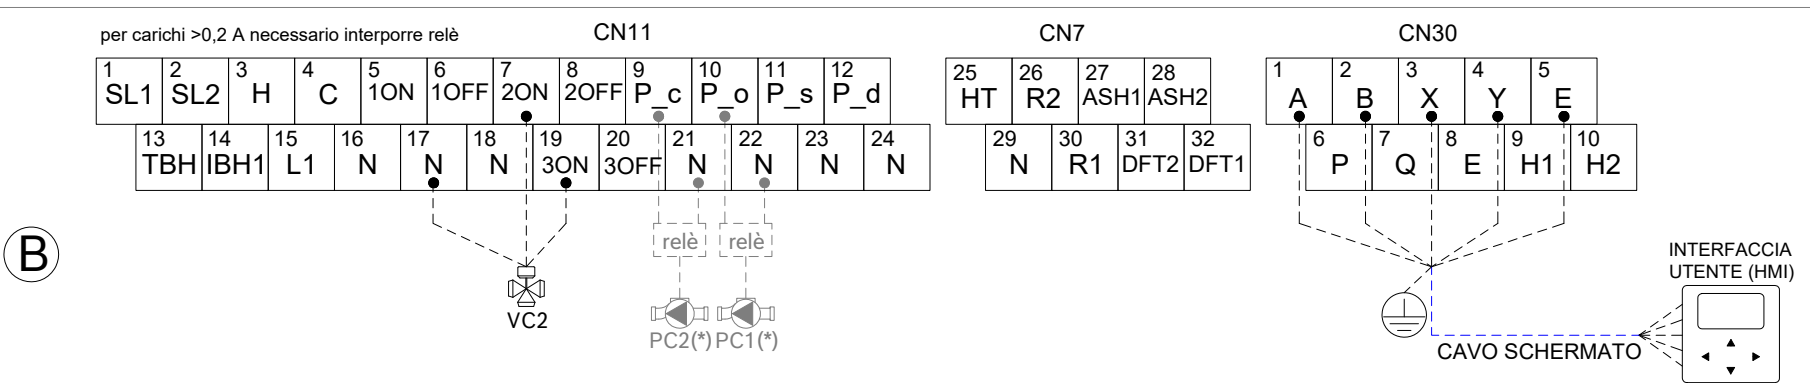 per carichi >0,2 A necessario interporre relè
CN11
CN7
CN30
1 SL1 2 SL2 3 H 4 C 5 1ON 6 1OFF 7 2ON 8 2OFF 9 P_c 10 P_o 11 P_s 12 P_d
13 TBH 14 IBH1 15 L1 16 N 17 N 18 N 19 3ON 20 3OFF 21 N 22 N 23 N 24 N
25 HT 26 R2 27 ASH1 28 ASH2
29 N 30 R1 31 DFT2 32 DFT1
1 A 2 B 3 X 4 Y 5 E
6 P 7 Q 8 E 9 H1 10 H2
B
relè relè
VC2
PC2(*) PC1(*)
INTERFACCIA
UTENTE (HMI)
CAVO SCHERMATO